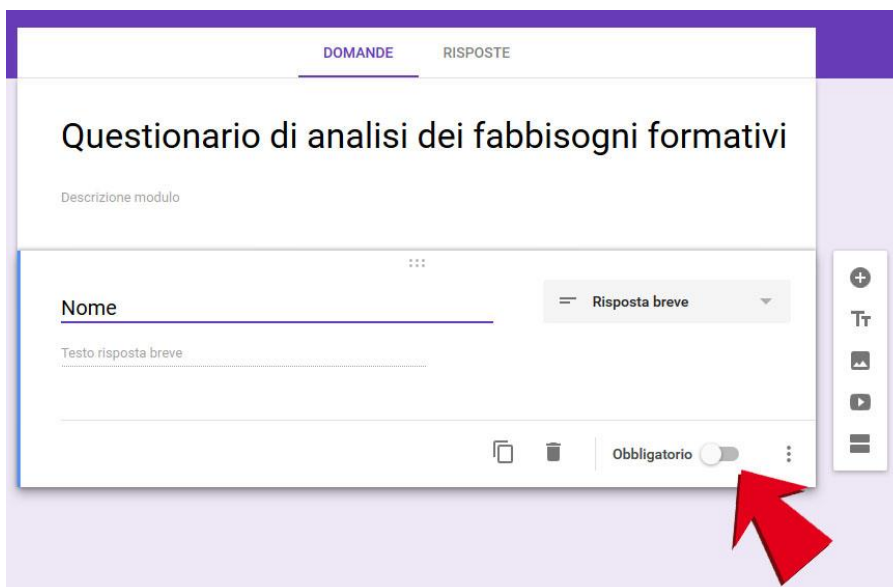 DOMANDE RISPOSTE
Questionario di analisi dei fabbisogni formativi
Descrizione modulo
Nome
Risposta breve
Testo risposta breve
Obbligatorio